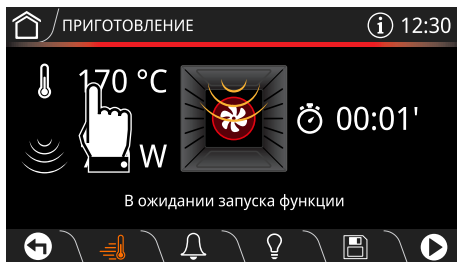 ПРИГОТОВЛЕНИЕ
i 12:30
170 °C
00:01'
W
В ожидании запуска функции